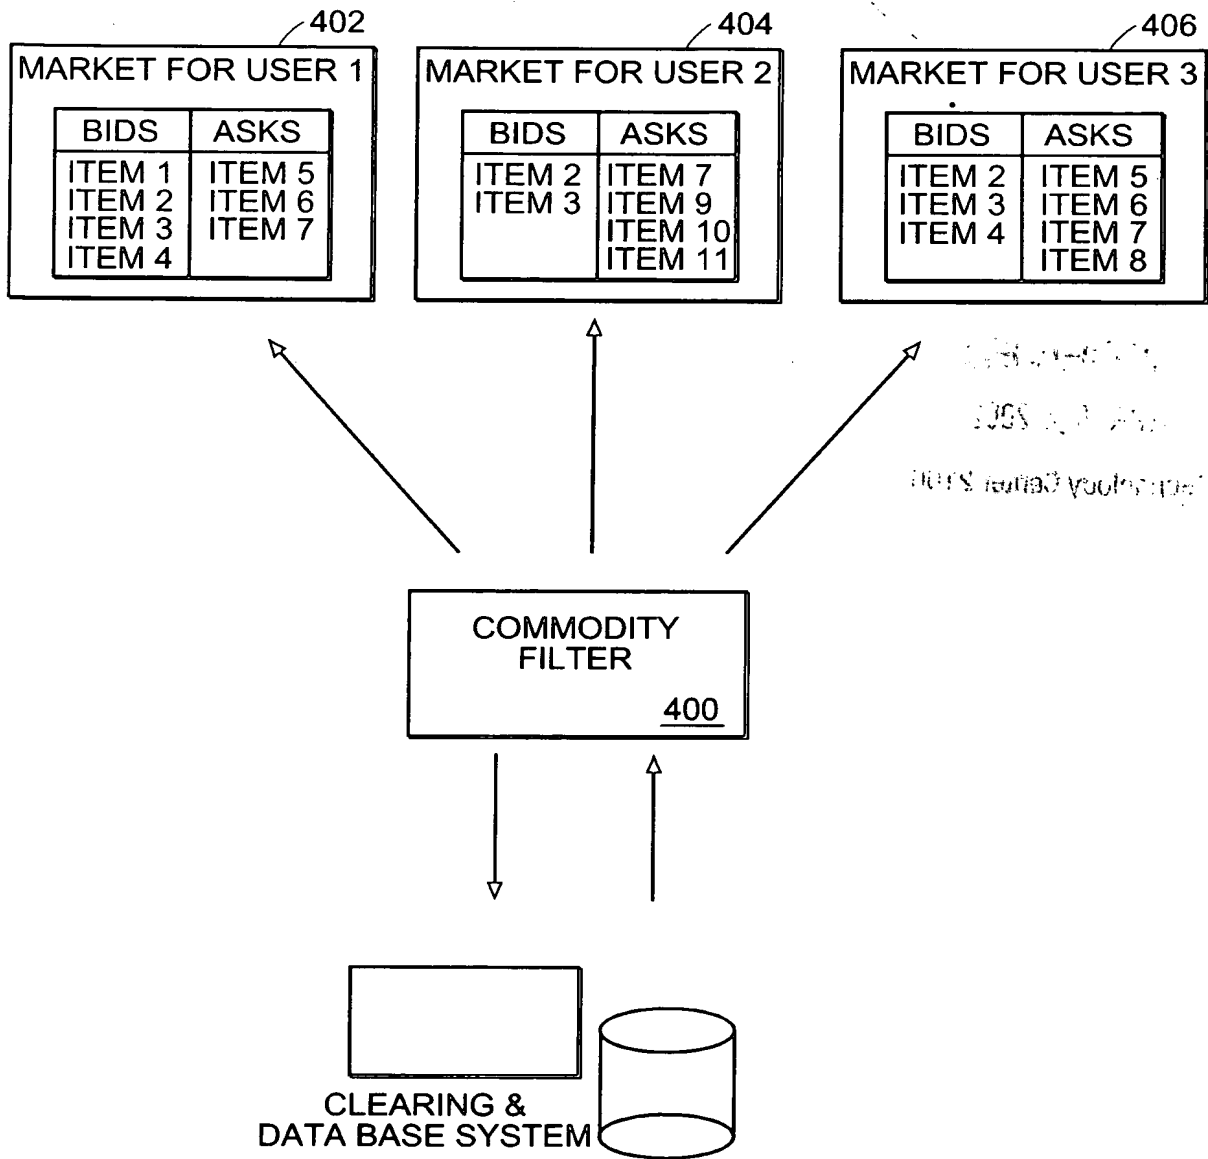 402
404
406
MARKET FOR USER 1
BIDS ASKS
ITEM 1 ITEM 5
ITEM 2 ITEM 6
ITEM 3 ITEM 7
ITEM 4
MARKET FOR USER 2
BIDS ASKS
ITEM 2 ITEM 7
ITEM 3 ITEM 9
ITEM 10
ITEM 11
MARKET FOR USER 3
BIDS ASKS
ITEM 2 ITEM 5
ITEM 3 ITEM 6
ITEM 4 ITEM 7
ITEM 8
Center 2100
COMMODITY
FILTER
400
CLEARING &
DATA BASE SYSTEM